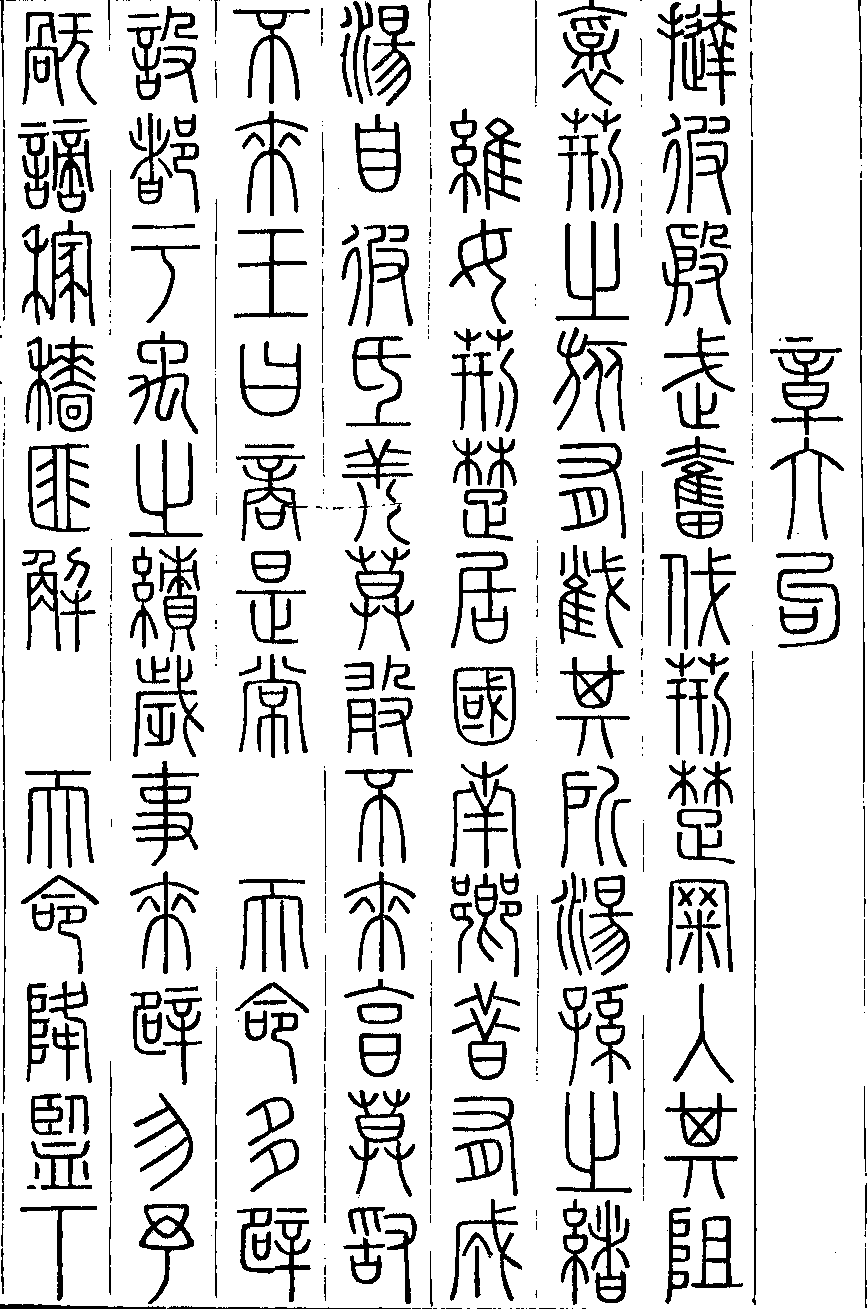 章六句
撻彼殷武奮伐荊楚罙入其阻
裒荊之旅有截其所湯孫之緒
維女荊楚居國南鄉昔有成
湯自彼氐羌莫敢不來享莫敢
不來王曰商是常　天命多辟
設都于禹之績歲事來辟勿予
𣄸謫稼穡匪解　天命降監下